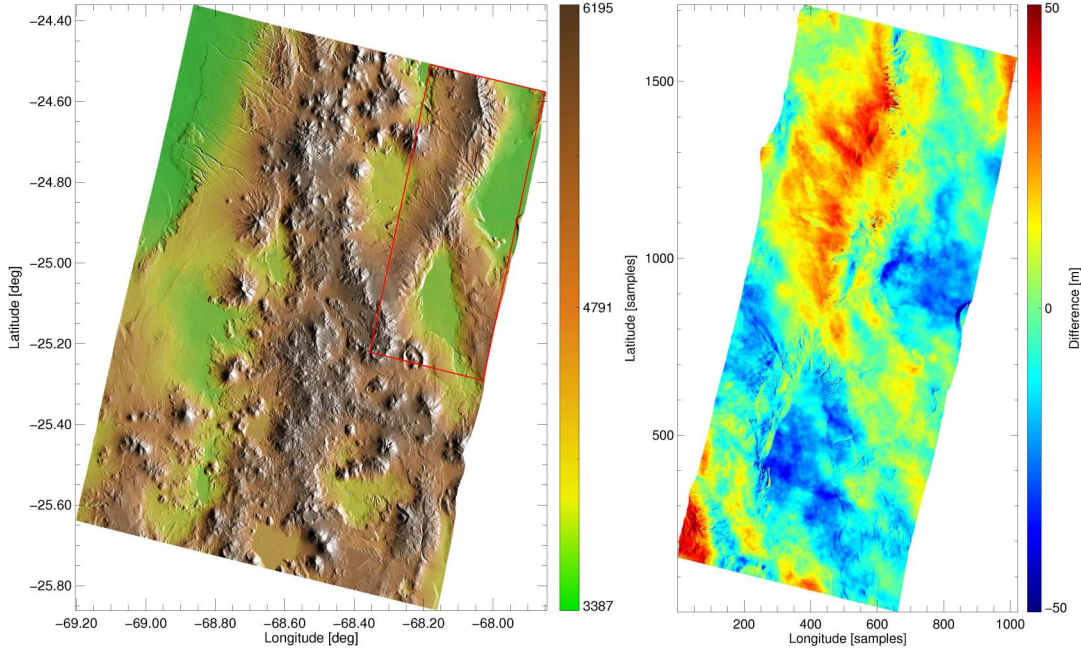 −24.40
−24.60
−24.80
−25.00
−25.20
−25.40
−25.60
−25.80
Latitude [deg]
−69.20 −69.00 −68.80 −68.60 −68.40 −68.20 −68.00
Longitude [deg]
6195
4791
3387
1500
1000
500
Latitude [samples]
200 400 600 800 1000
Longitude [samples]
50
0
−50
Difference [m]